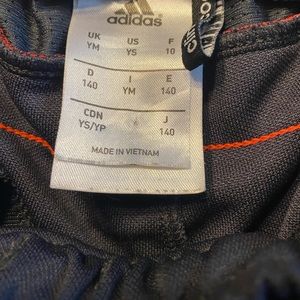 adidas
UK US F
YM YS 10
D I E
140 YM 140
CDN J
YS/YP 140
MADE IN VIETNAM